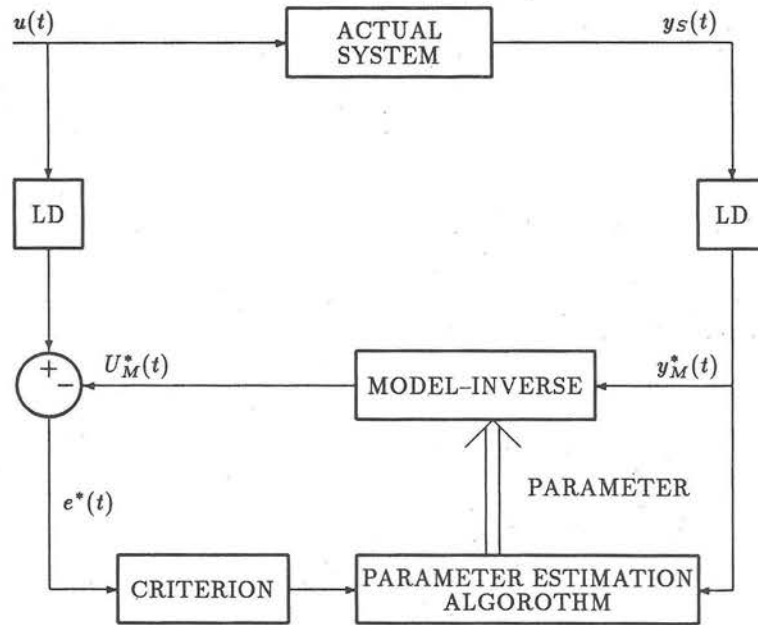 u(t)
ACTUAL
SYSTEM
y_S(t)
LD
LD
+
−
U*_M(t)
MODEL–INVERSE
y*_M(t)
e*(t)
PARAMETER
CRITERION
PARAMETER ESTIMATION
ALGOROTHM